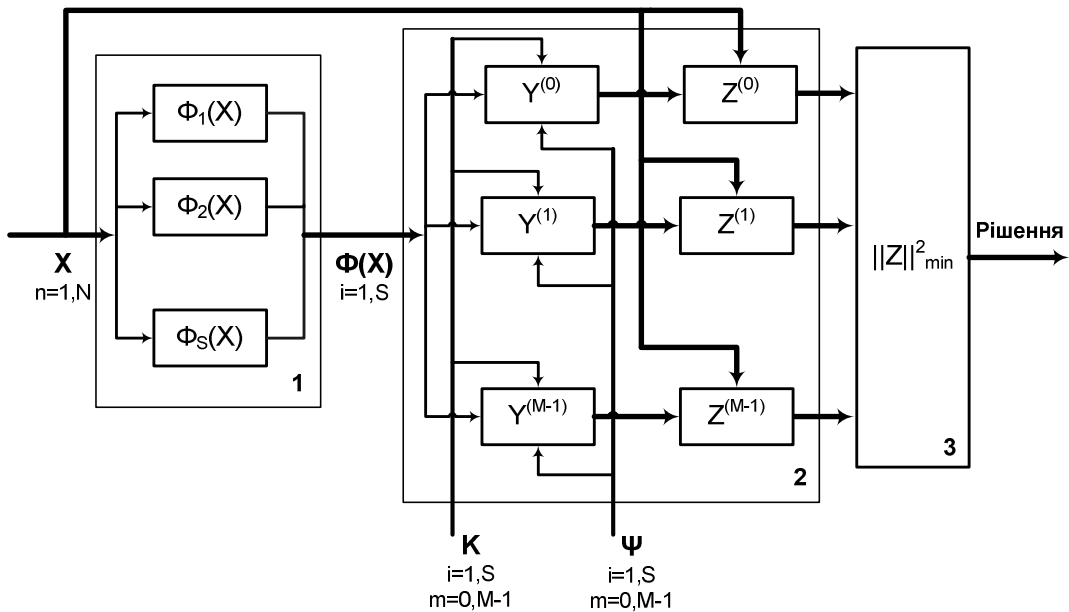 X
n=1,N
Φ₁(X)
Φ₂(X)
Φ_S(X)
1
Φ(X)
i=1,S
Y⁽⁰⁾
Z⁽⁰⁾
Y⁽¹⁾
Z⁽¹⁾
Y⁽ᴹ⁻¹⁾
Z⁽ᴹ⁻¹⁾
2
K
i=1,S
m=0,M-1
Ψ
i=1,S
m=0,M-1
||Z||²min
3
Рішення